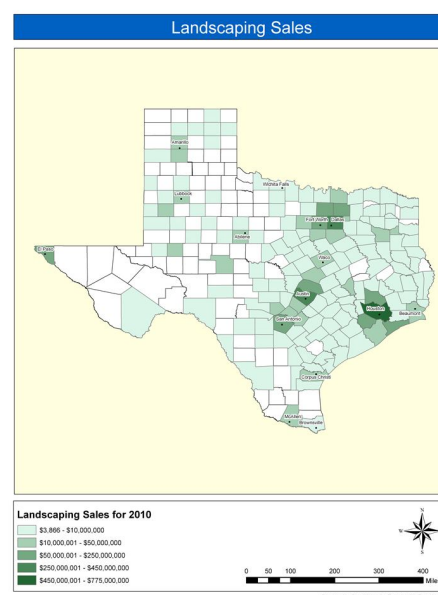 Landscaping Sales
Amarillo
Lubbock
Wichita Falls
Fort Worth
Dallas
Abilene
El Paso
Waco
Austin
Houston
Beaumont
San Antonio
Corpus Christi
McAllen
Brownsville
Landscaping Sales for 2010
$3,866 - $10,000,000
$10,000,001 - $50,000,000
$50,000,001 - $250,000,000
$250,000,001 - $450,000,000
$450,000,001 - $775,000,000
N
W
S
0 50 100 200 300 400
Mile